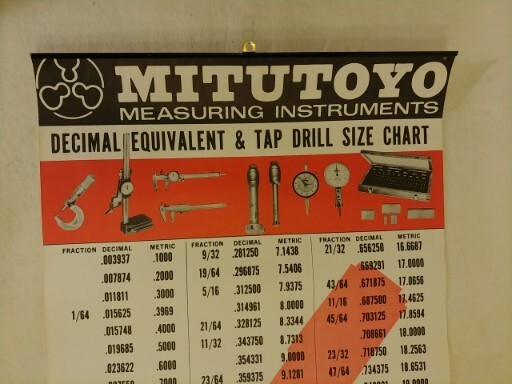 MITUTOYO
MEASURING INSTRUMENTS
DECIMAL EQUIVALENT & TAP DRILL SIZE CHART
FRACTION DECIMAL METRIC FRACTION DECIMAL METRIC FRACTION DECIMAL METRIC
.003937 .1000 9/32 .281250 7.1438 21/32 .656250 16.6687
.007874 .2000 19/64 .296875 7.5406 .669291 17.0000
.011811 .3000 5/16 .312500 7.9375 43/64 .671875 17.0656
1/64 .015625 .3969 .314961 8.0000 11/16 .687500 17.4625
.015748 .4000 21/64 .328125 8.3344 45/64 .703125 17.8594
.019685 .5000 11/32 .343750 8.7313 .708661 18.0000
.023622 .6000 .354331 9.0000 23/32 .718750 18.2563
23/64 .359375 9.1281 47/64 .734375 18.6531